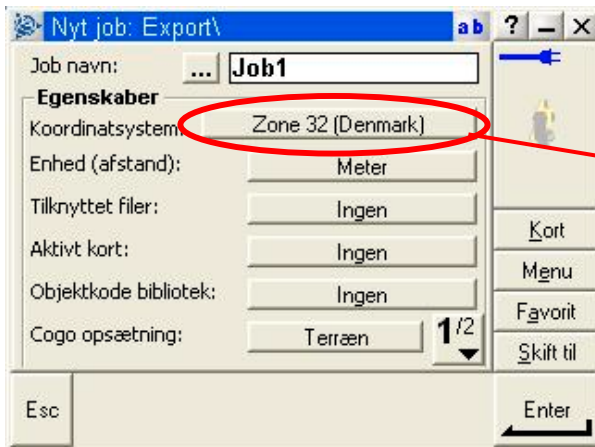 Nyt job: Export\
ab
?
Job navn:
...
Job1
Egenskaber
Koordinatsystem:
Zone 32 (Denmark)
Enhed (afstand):
Meter
Tilknyttet filer:
Ingen
Aktivt kort:
Ingen
Objektkode bibliotek:
Ingen
Cogo opsætning:
Terræn
1/2
Kort
Menu
Favorit
Skift til
Esc
Enter